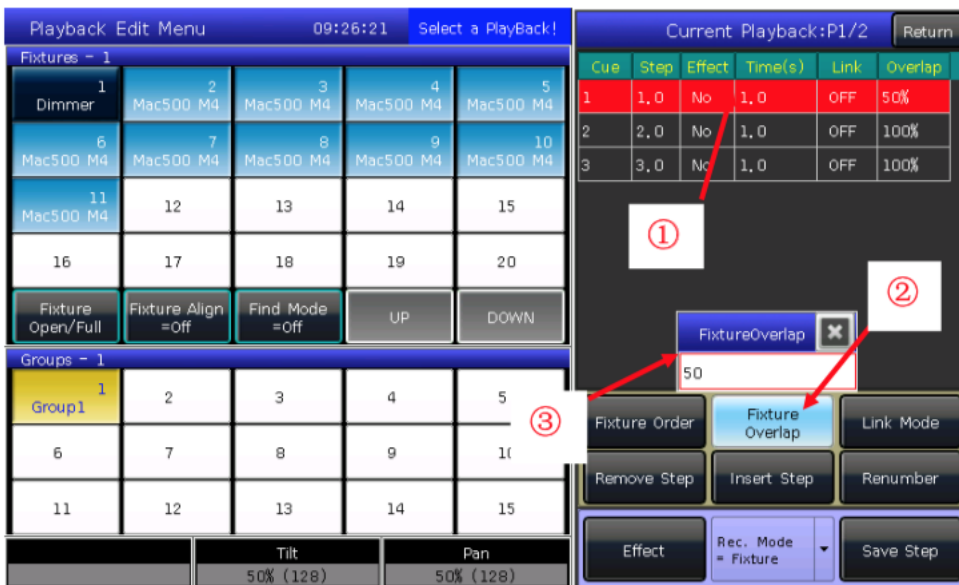 Playback Edit Menu 09:26:21 Select a PlayBack!
Fixtures - 1
1 2 3 4 5
Dimmer Mac500 M4 Mac500 M4 Mac500 M4 Mac500 M4
6 7 8 9 10
Mac500 M4 Mac500 M4 Mac500 M4 Mac500 M4 Mac500 M4
11
Mac500 M4 12 13 14 15
16 17 18 19 20
Fixture Fixture Align Find Mode UP DOWN
Open/Full =Off =Off
Groups - 1
1
Group1 2 3 4 5
6 7 8 9
11 12 13 14 15
Tilt Pan
50% (128) 50% (128)
Current Playback:P1/2 Return
Cue Step Effect Time(s) Link Overlap
1 1.0 No 1.0 OFF 50%
2 2.0 No 1.0 OFF 100%
3 3.0 No 1.0 OFF 100%
①
②
FixtureOverlap
50
③
Fixture Order Fixture Overlap Link Mode
Remove Step Insert Step Renumber
Effect Rec. Mode = Fixture Save Step